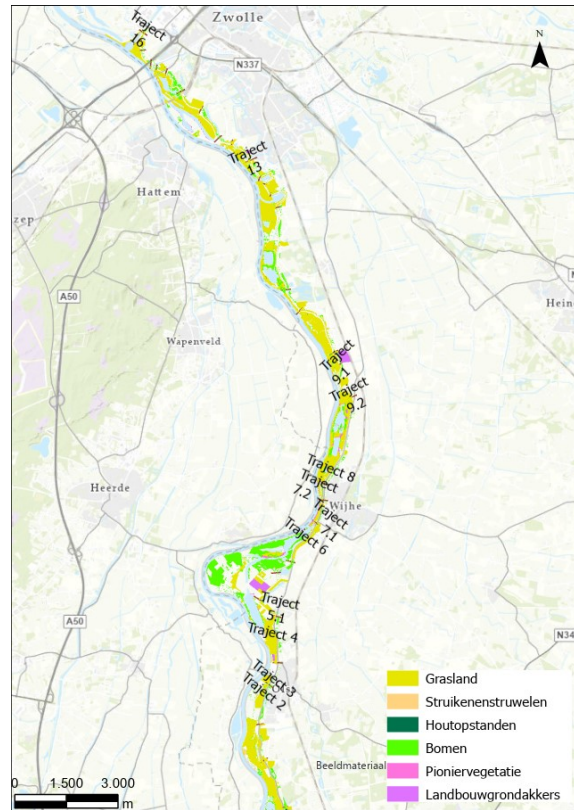 Zwolle
N
Traject
16
N337
Traject
13
Hattem
A50
Hein
Wapenveld
Traject
9.1
Traject
9.2
Traject 8
Traject
7.2
Heerde
Wijhe
Traject
7.1
Traject 6
Traject
5.1
A50
Traject 4
N34
Traject 3
Traject 2
Grasland
Struikenenstruwelen
Houtopstanden
Bomen
Pioniervegetatie
Landbouwgrondakkers
Beeldmateriaal
0 1.500 3.000
m